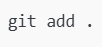 git add .